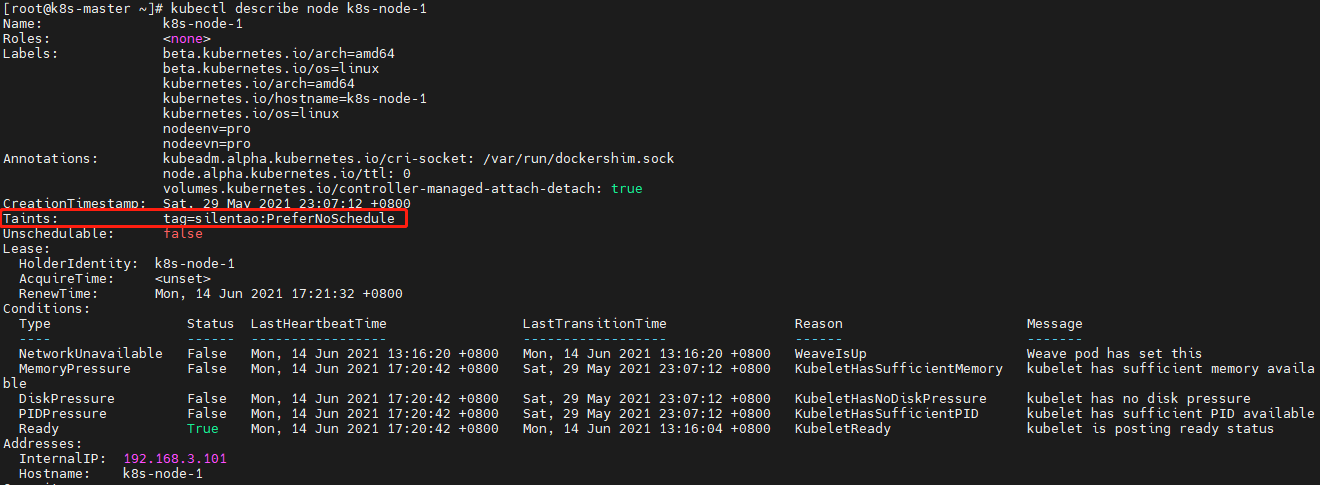 [root@k8s-master ~]# kubectl describe node k8s-node-1
Name:               k8s-node-1
Roles:              <none>
Labels:             beta.kubernetes.io/arch=amd64
                    beta.kubernetes.io/os=linux
                    kubernetes.io/arch=amd64
                    kubernetes.io/hostname=k8s-node-1
                    kubernetes.io/os=linux
                    nodeenv=pro
                    nodeevn=pro
Annotations:        kubeadm.alpha.kubernetes.io/cri-socket: /var/run/dockershim.sock
                    node.alpha.kubernetes.io/ttl: 0
                    volumes.kubernetes.io/controller-managed-attach-detach: true
CreationTimestamp:  Sat, 29 May 2021 23:07:12 +0800
Taints:             tag=silentao:PreferNoSchedule
Unschedulable:      false
Lease:
  HolderIdentity:  k8s-node-1
  AcquireTime:     <unset>
  RenewTime:       Mon, 14 Jun 2021 17:21:32 +0800
Conditions:
  Type                 Status  LastHeartbeatTime                 LastTransitionTime                Reason                       Message
  ----                 ------  -----------------                 ------------------                ------                       -------
  NetworkUnavailable   False   Mon, 14 Jun 2021 13:16:20 +0800   Mon, 14 Jun 2021 13:16:20 +0800   WeaveIsUp                    Weave pod has set this
  MemoryPressure       False   Mon, 14 Jun 2021 17:20:42 +0800   Sat, 29 May 2021 23:07:12 +0800   KubeletHasSufficientMemory   kubelet has sufficient memory availa
ble
  DiskPressure         False   Mon, 14 Jun 2021 17:20:42 +0800   Sat, 29 May 2021 23:07:12 +0800   KubeletHasNoDiskPressure     kubelet has no disk pressure
  PIDPressure          False   Mon, 14 Jun 2021 17:20:42 +0800   Sat, 29 May 2021 23:07:12 +0800   KubeletHasSufficientPID      kubelet has sufficient PID available
  Ready                True    Mon, 14 Jun 2021 17:20:42 +0800   Mon, 14 Jun 2021 13:16:04 +0800   KubeletReady                 kubelet is posting ready status
Addresses:
  InternalIP:  192.168.3.101
  Hostname:    k8s-node-1